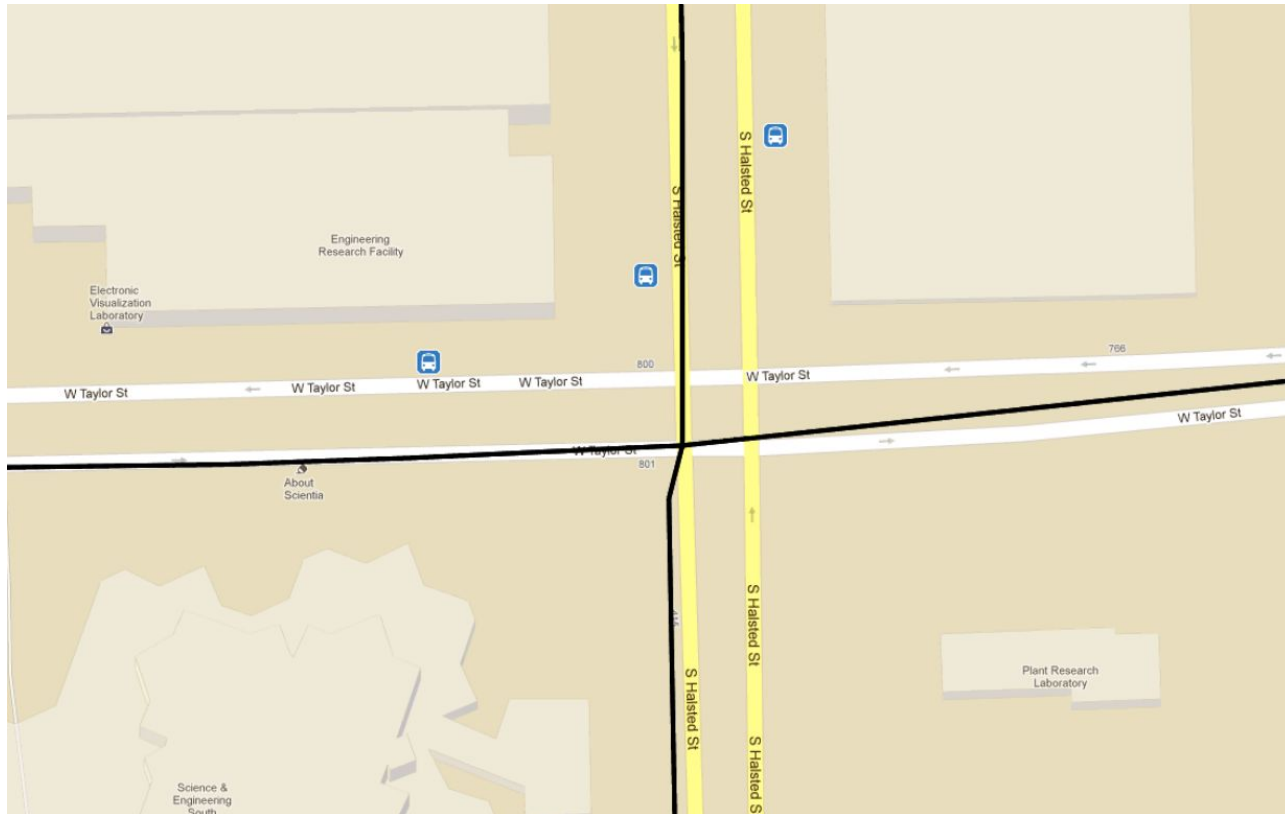 S Halsted St
S Halsted St
Engineering
Research Facility
Electronic
Visualization
Laboratory
800
766
W Taylor St
W Taylor St
W Taylor St
W Taylor St
W Taylor St
W Taylor St
W Taylor St
801
About
Scientia
S Halsted St
S Halsted St
Plant Research
Laboratory
S Halsted S
Science &
Engineering
South